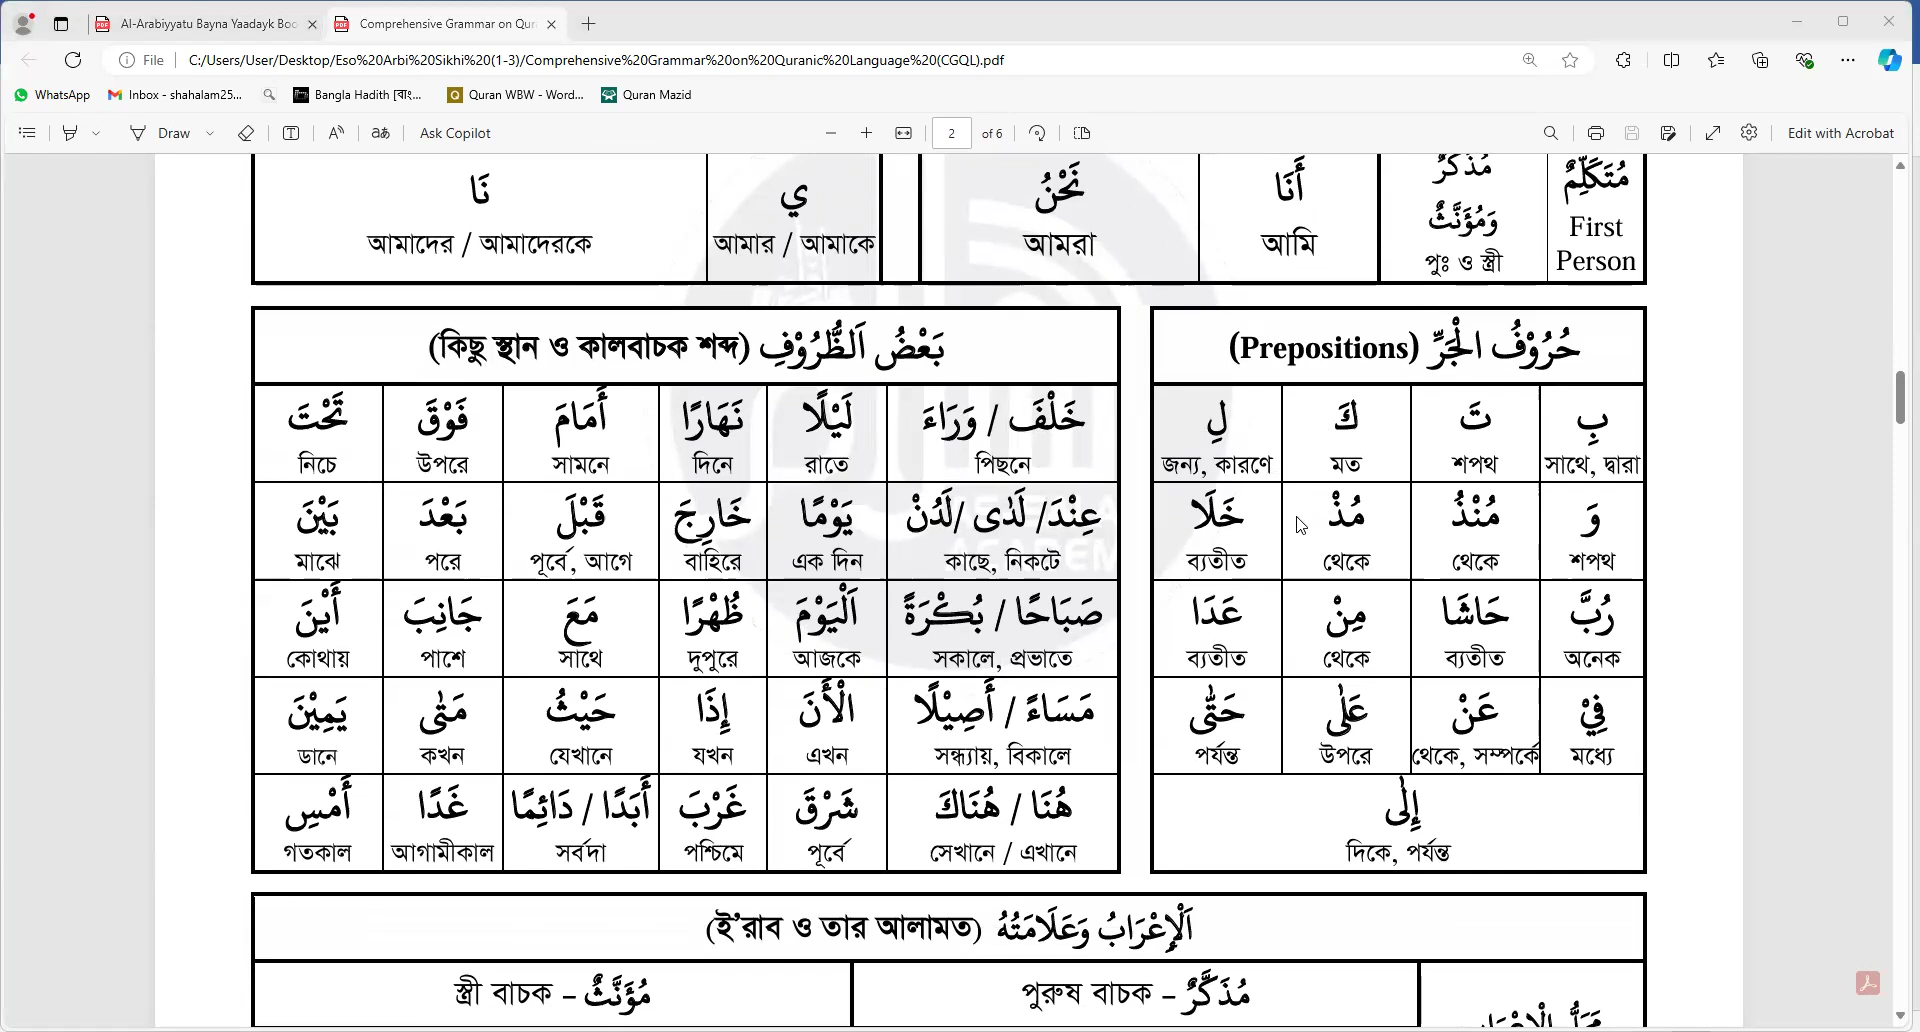 Al-Arabiyyatu Bayna Yaadayk Boo
Comprehensive Grammar on Qur
File
C:/Users/User/Desktop/Eso%20Arbi%20Sikhi%20(1-3)/Comprehensive%20Grammar%20on%20Quranic%20Language%20(CGQL).pdf
WhatsApp Inbox - shahalam25... Bangla Hadith [বাং... Quran WBW - Word... Quran Mazid
Draw Ask Copilot 2 of 6 Edit with Acrobat
مُتَكَلِّمٌ مُذَكَّرٌ أَنَا نَحْنُ ي نَا
وَمُؤَنَّثٌ
First Person পুঃ ও স্ত্রী আমি আমরা আমার / আমাকে আমাদের / আমাদেরকে
حُرُوْفُ الْجَرِّ (Prepositions)
بِ تَ كَ لِ
সাথে, দ্বারা শপথ মত জন্য, কারণে
وَ مُنْذُ مُذْ خَلَا
শপথ থেকে থেকে ব্যতীত
رُبَّ حَاشَا مِنْ عَدَا
অনেক ব্যতীত থেকে ব্যতীত
فِيْ عَنْ عَلٰى حَتّٰى
মধ্যে থেকে, সম্পর্কে উপরে পর্যন্ত
إِلٰى
দিকে, পর্যন্ত
بَعْضُ اَلظُّرُوْفِ (কিছু স্থান ও কালবাচক শব্দ)
خَلْفَ / وَرَاءَ لَيْلًا نَهَارًا أَمَامَ فَوْقَ تَحْتَ
পিছনে রাতে দিনে সামনে উপরে নিচে
عِنْدَ/ لَدٰى /لَدُنْ يَوْمًا خَارِجَ قَبْلَ بَعْدَ بَيْنَ
কাছে, নিকটে এক দিন বাহিরে পূর্বে, আগে পরে মাঝে
صَبَاحًا / بُكْرَةً اَلْيَوْمَ ظُهْرًا مَعَ جَانِبَ أَيْنَ
সকালে, প্রভাতে আজকে দুপুরে সাথে পাশে কোথায়
مَسَاءً / أَصِيْلًا الْأَنَ إِذَا حَيْثُ مَتٰى يَمِيْنَ
সন্ধ্যায়, বিকালে এখন যখন যেখানে কখন ডানে
هُنَا / هُنَاكَ شَرْقَ غَرْبَ أَبَدًا / دَائِمًا غَدًا أَمْسِ
সেখানে / এখানে পূর্বে পশ্চিমে সর্বদা আগামীকাল গতকাল
اَلْإِعْرَابُ وَعَلَامَتُهُ (ই’রাব ও তার আলামত)
مُذَكَّرٌ – পুরুষ বাচক مُؤَنَّثٌ – স্ত্রী বাচক